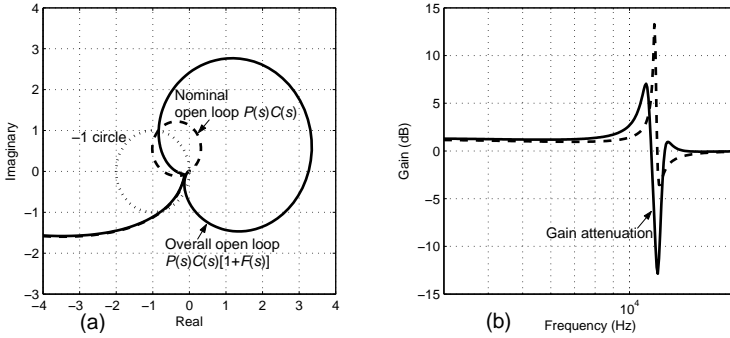 4
3
2
1
0
−1
−2
−3
Imaginary
Nominal
open loop P(s)C(s)
−1 circle
Overall open loop
P(s)C(s)[1+F(s)]
−4 −3 −2 −1 0 1 2 3 4
Real
(a)
15
10
5
0
−5
−10
−15
Gain (dB)
Gain attenuation
10^4
Frequency (Hz)
(b)